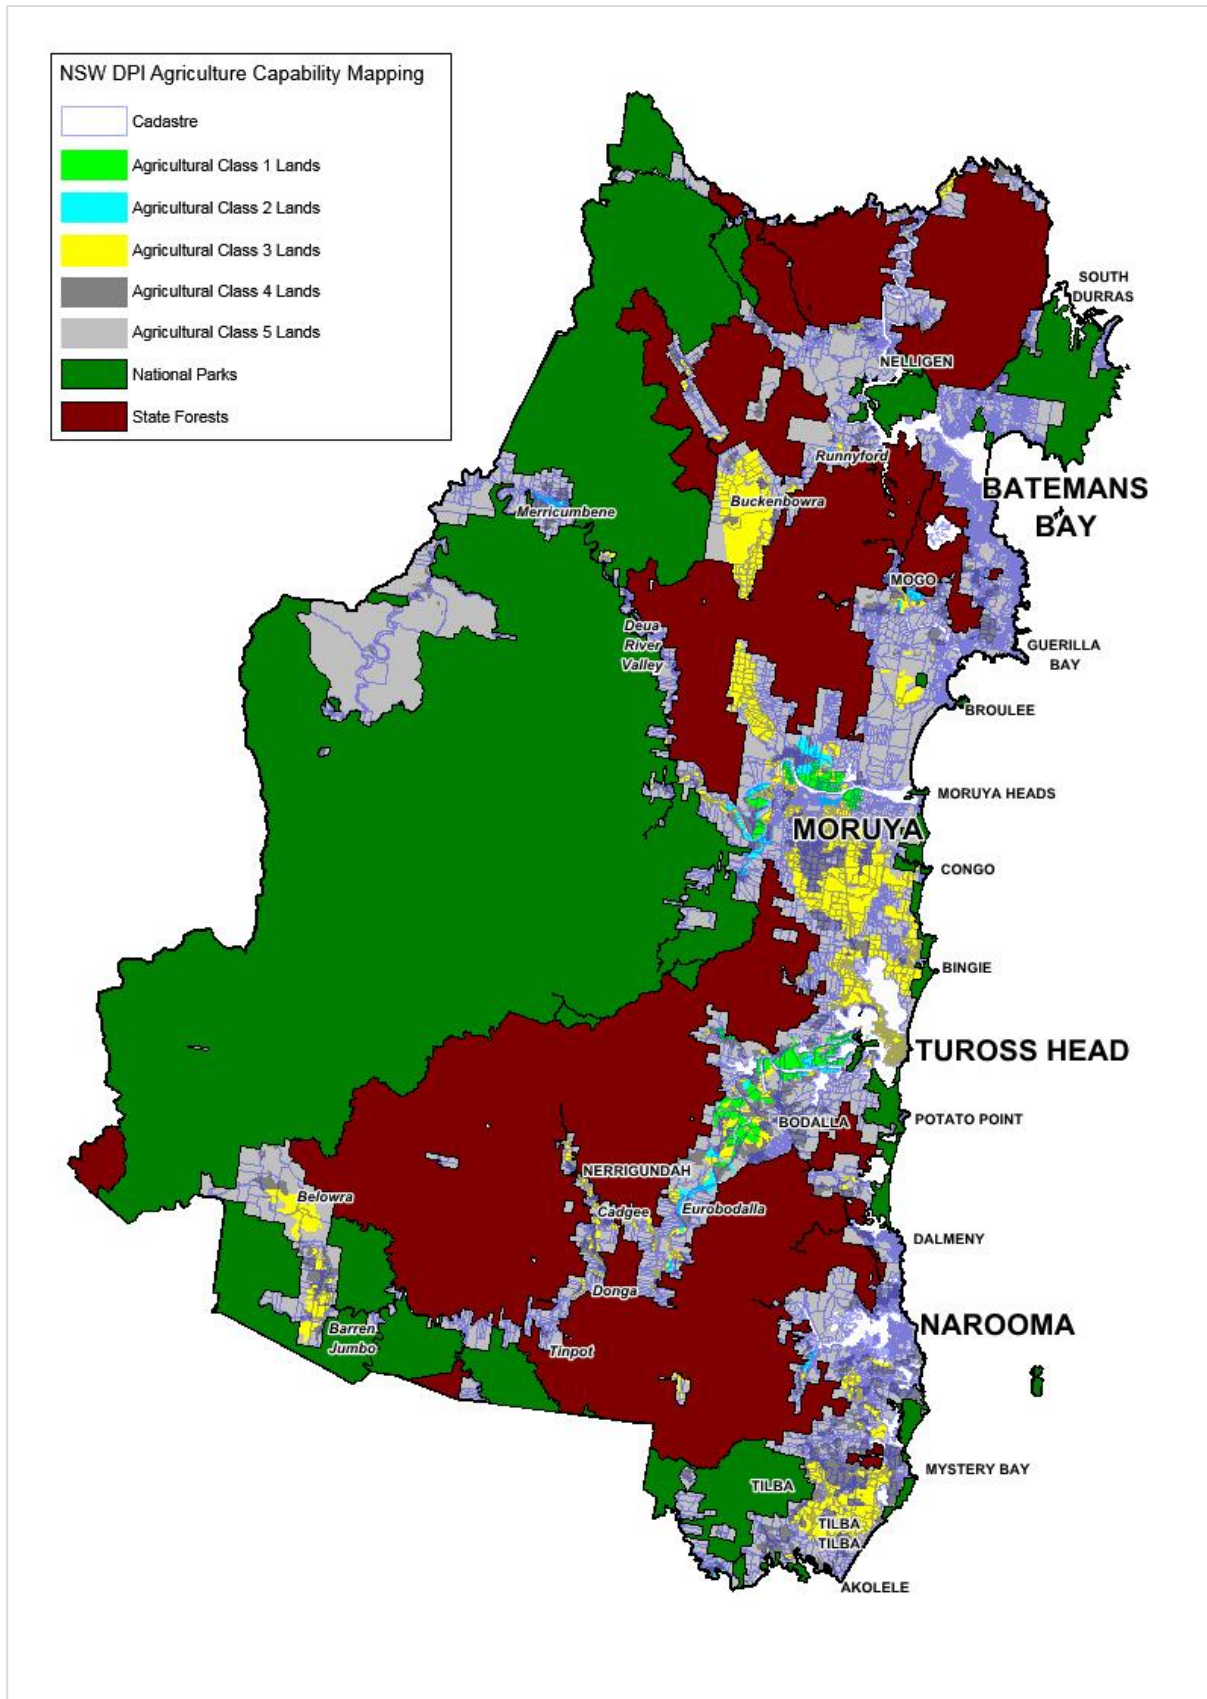 NSW DPI Agriculture Capability Mapping
Cadastre
Agricultural Class 1 Lands
Agricultural Class 2 Lands
Agricultural Class 3 Lands
Agricultural Class 4 Lands
Agricultural Class 5 Lands
National Parks
State Forests
SOUTH
DURRAS
NELLIGEN
Runnyford
BATEMANS
BAY
Buckenbowra
Merricumbene
MOGO
Deua
River
Valley
GUERILLA
BAY
BROULEE
MORUYA HEADS
MORUYA
CONGO
BINGIE
TUROSS HEAD
POTATO POINT
BODALLA
NERRIGUNDAH
Belowra
Cadgee
Eurobodalla
DALMENY
Donga
NAROOMA
Barren
Jumbo
Tinpot
MYSTERY BAY
TILBA
TILBA
TILBA
AKOLELE